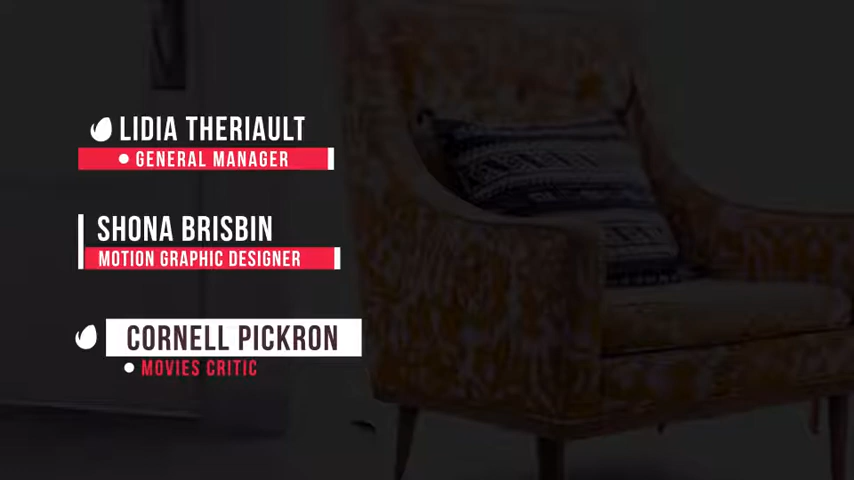 LIDIA THERIAULT
GENERAL MANAGER
SHONA BRISBIN
MOTION GRAPHIC DESIGNER
CORNELL PICKRON
MOVIES CRITIC